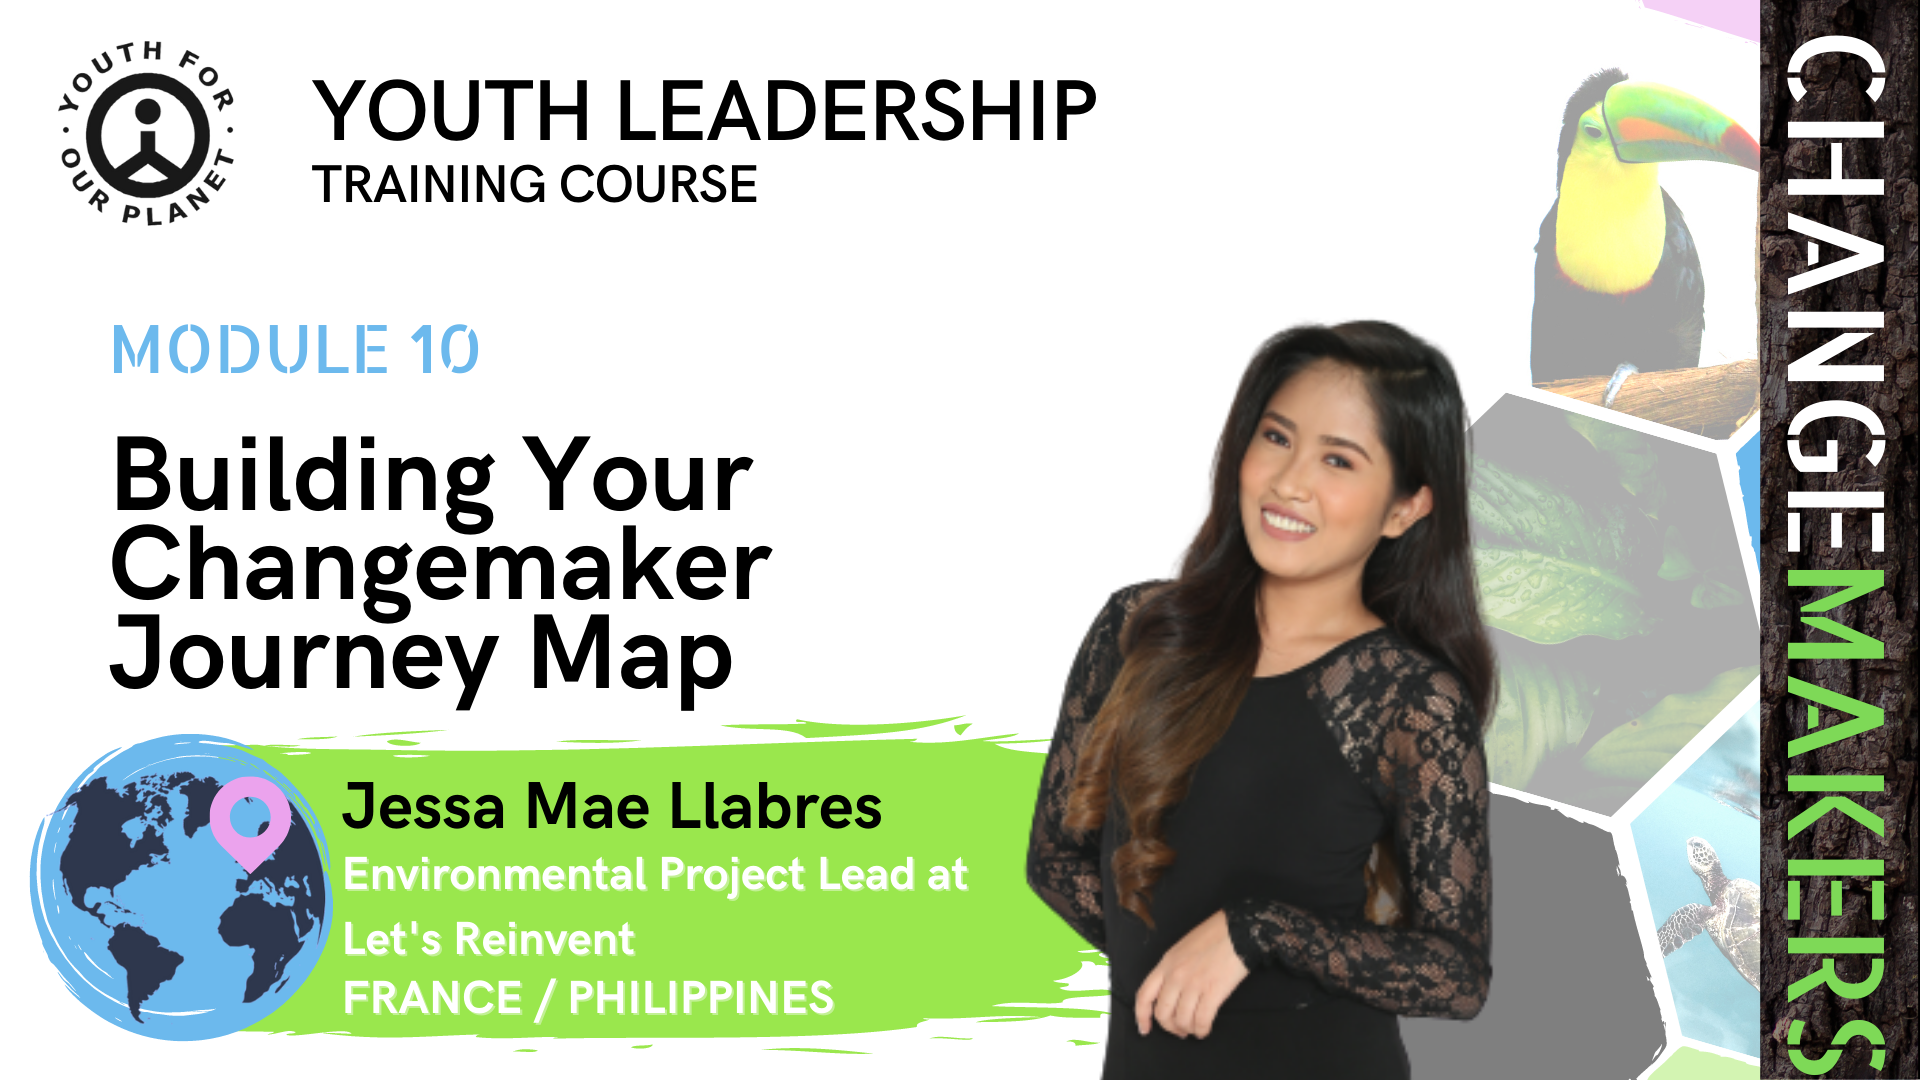 YOUTH FOR
· OUR PLANET ·
YOUTH LEADERSHIP
TRAINING COURSE
MODULE 10
Building Your
Changemaker
Journey Map
Jessa Mae Llabres
Environmental Project Lead at
Let's Reinvent
FRANCE / PHILIPPINES
CHANGEMAKERS